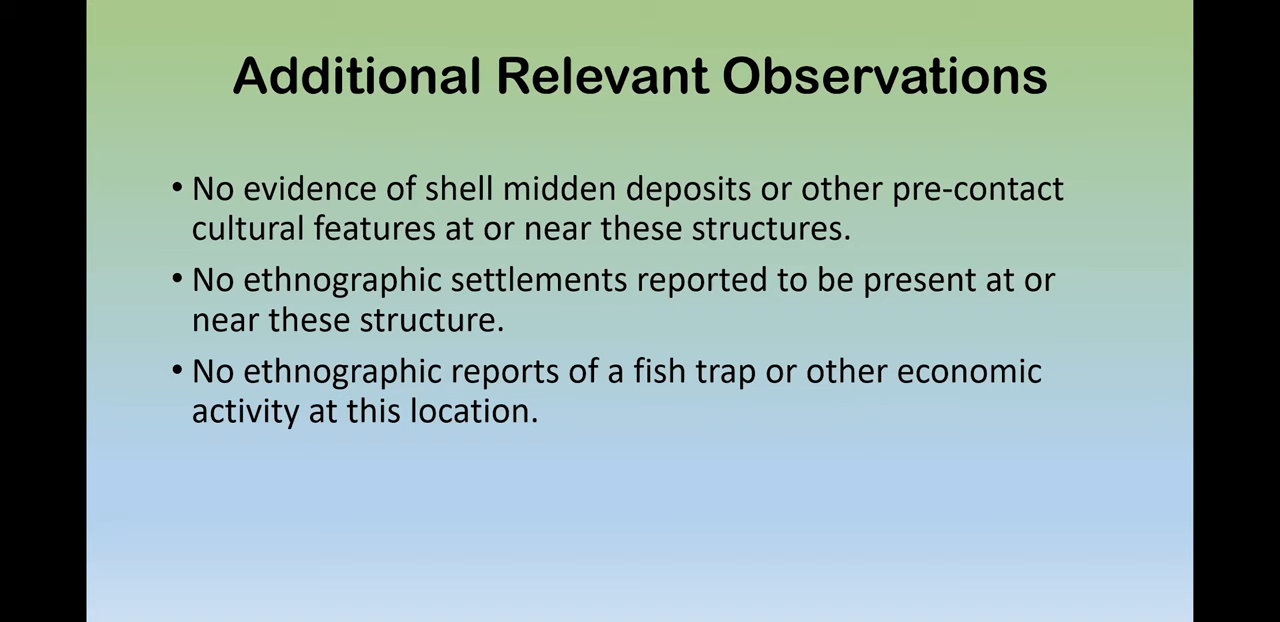 Additional Relevant Observations
• No evidence of shell midden deposits or other pre-contact
cultural features at or near these structures.
• No ethnographic settlements reported to be present at or
near these structure.
• No ethnographic reports of a fish trap or other economic
activity at this location.